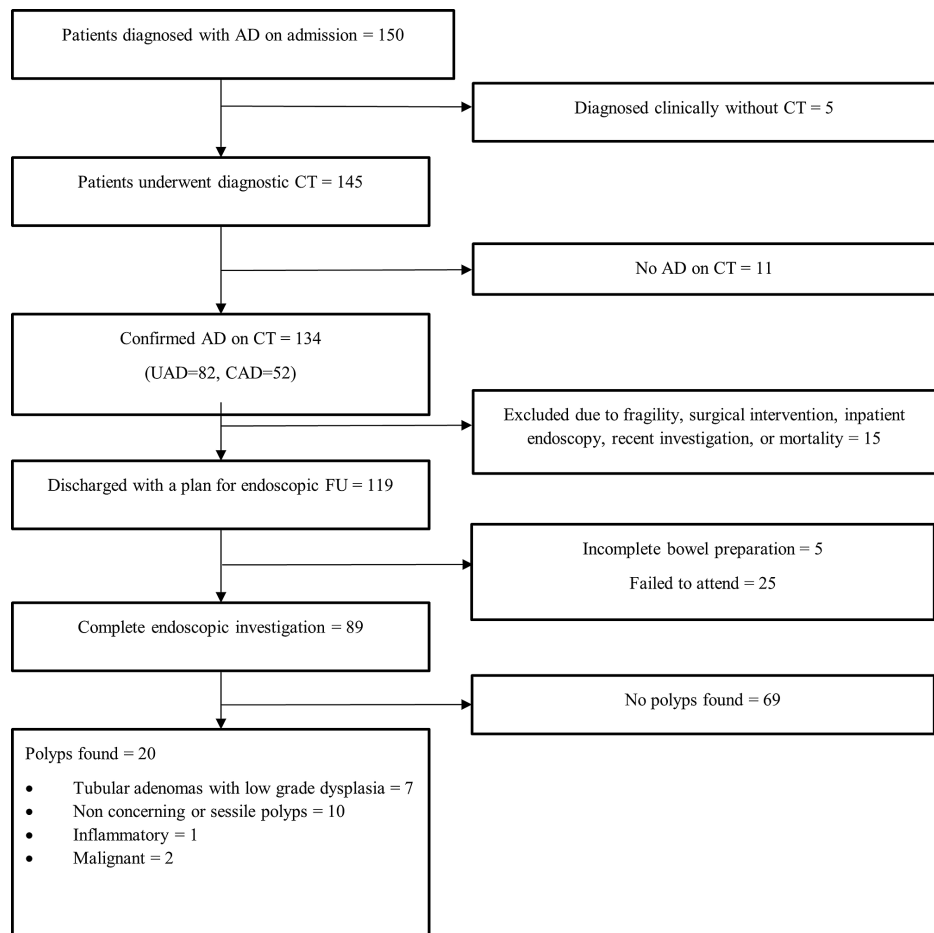 Patients diagnosed with AD on admission = 150
Diagnosed clinically without CT = 5
Patients underwent diagnostic CT = 145
No AD on CT = 11
Confirmed AD on CT = 134
(UAD=82, CAD=52)
Excluded due to fragility, surgical intervention, inpatient
endoscopy, recent investigation, or mortality = 15
Discharged with a plan for endoscopic FU = 119
Incomplete bowel preparation = 5
Failed to attend = 25
Complete endoscopic investigation = 89
No polyps found = 69
Polyps found = 20
• Tubular adenomas with low grade dysplasia = 7
• Non concerning or sessile polyps = 10
• Inflammatory = 1
• Malignant = 2